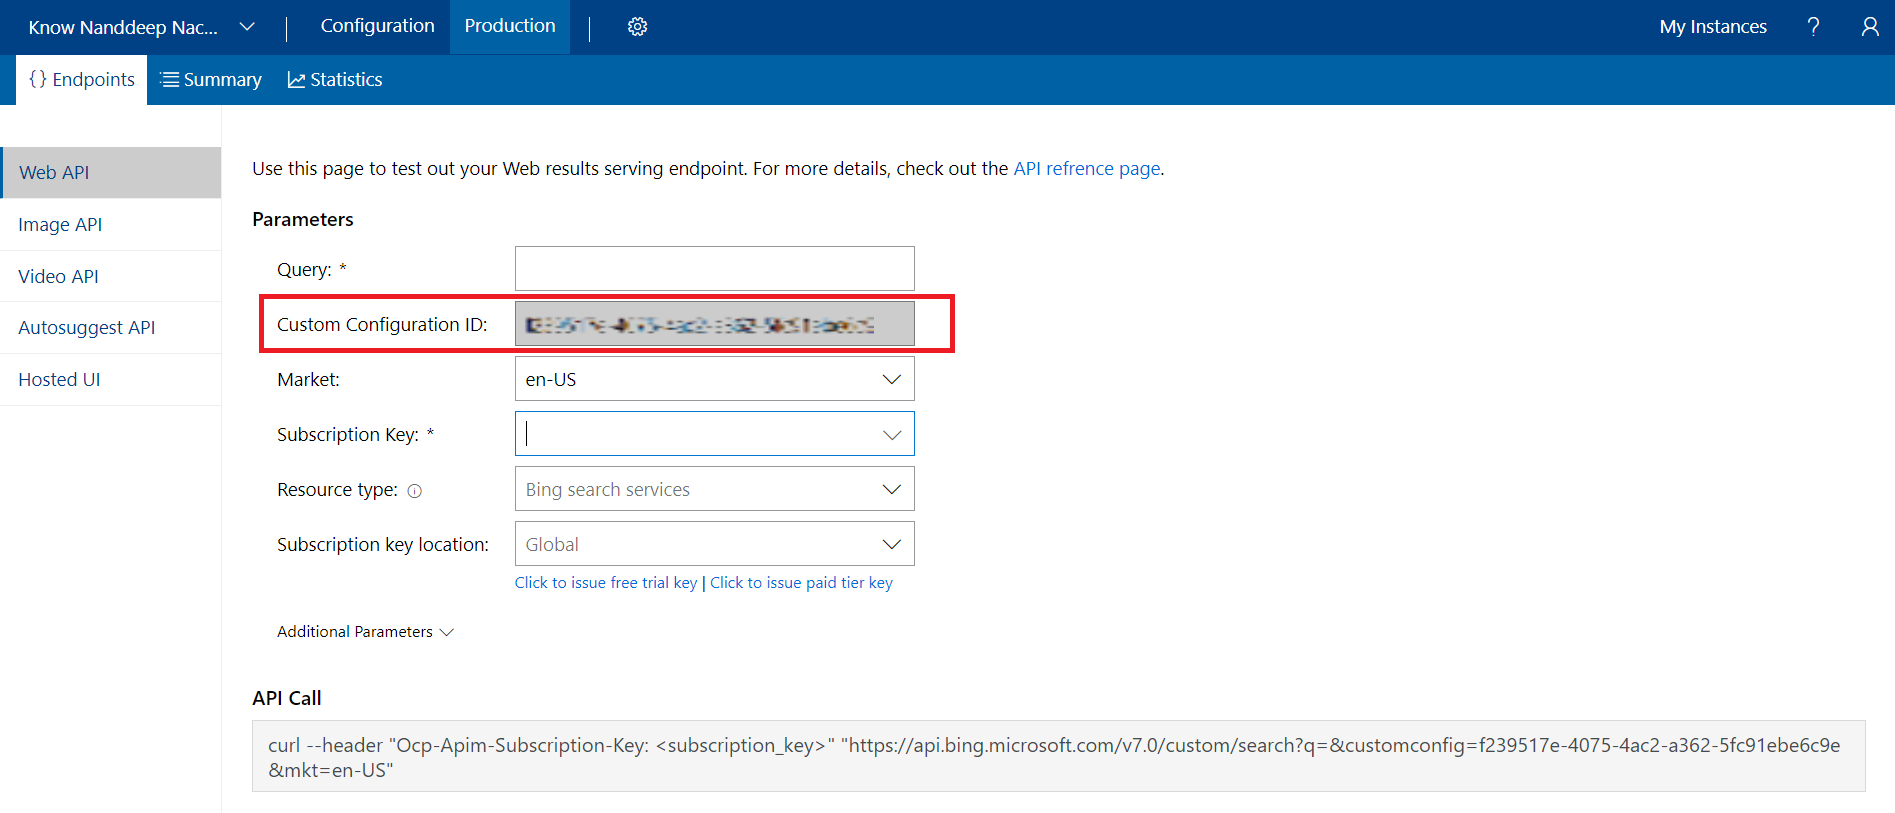 Know Nanddeep Nac...
Configuration
Production
My Instances
?
{} Endpoints
Summary
Statistics
Web API
Image API
Video API
Autosuggest API
Hosted UI
Use this page to test out your Web results serving endpoint. For more details, check out the API refrence page.
Parameters
Query: *
Custom Configuration ID:
Market:
en-US
Subscription Key: *
Resource type:
Bing search services
Subscription key location:
Global
Click to issue free trial key | Click to issue paid tier key
Additional Parameters
API Call
curl --header "Ocp-Apim-Subscription-Key: <subscription_key>" "https://api.bing.microsoft.com/v7.0/custom/search?q=&customconfig=f239517e-4075-4ac2-a362-5fc91ebe6c9e
&mkt=en-US"